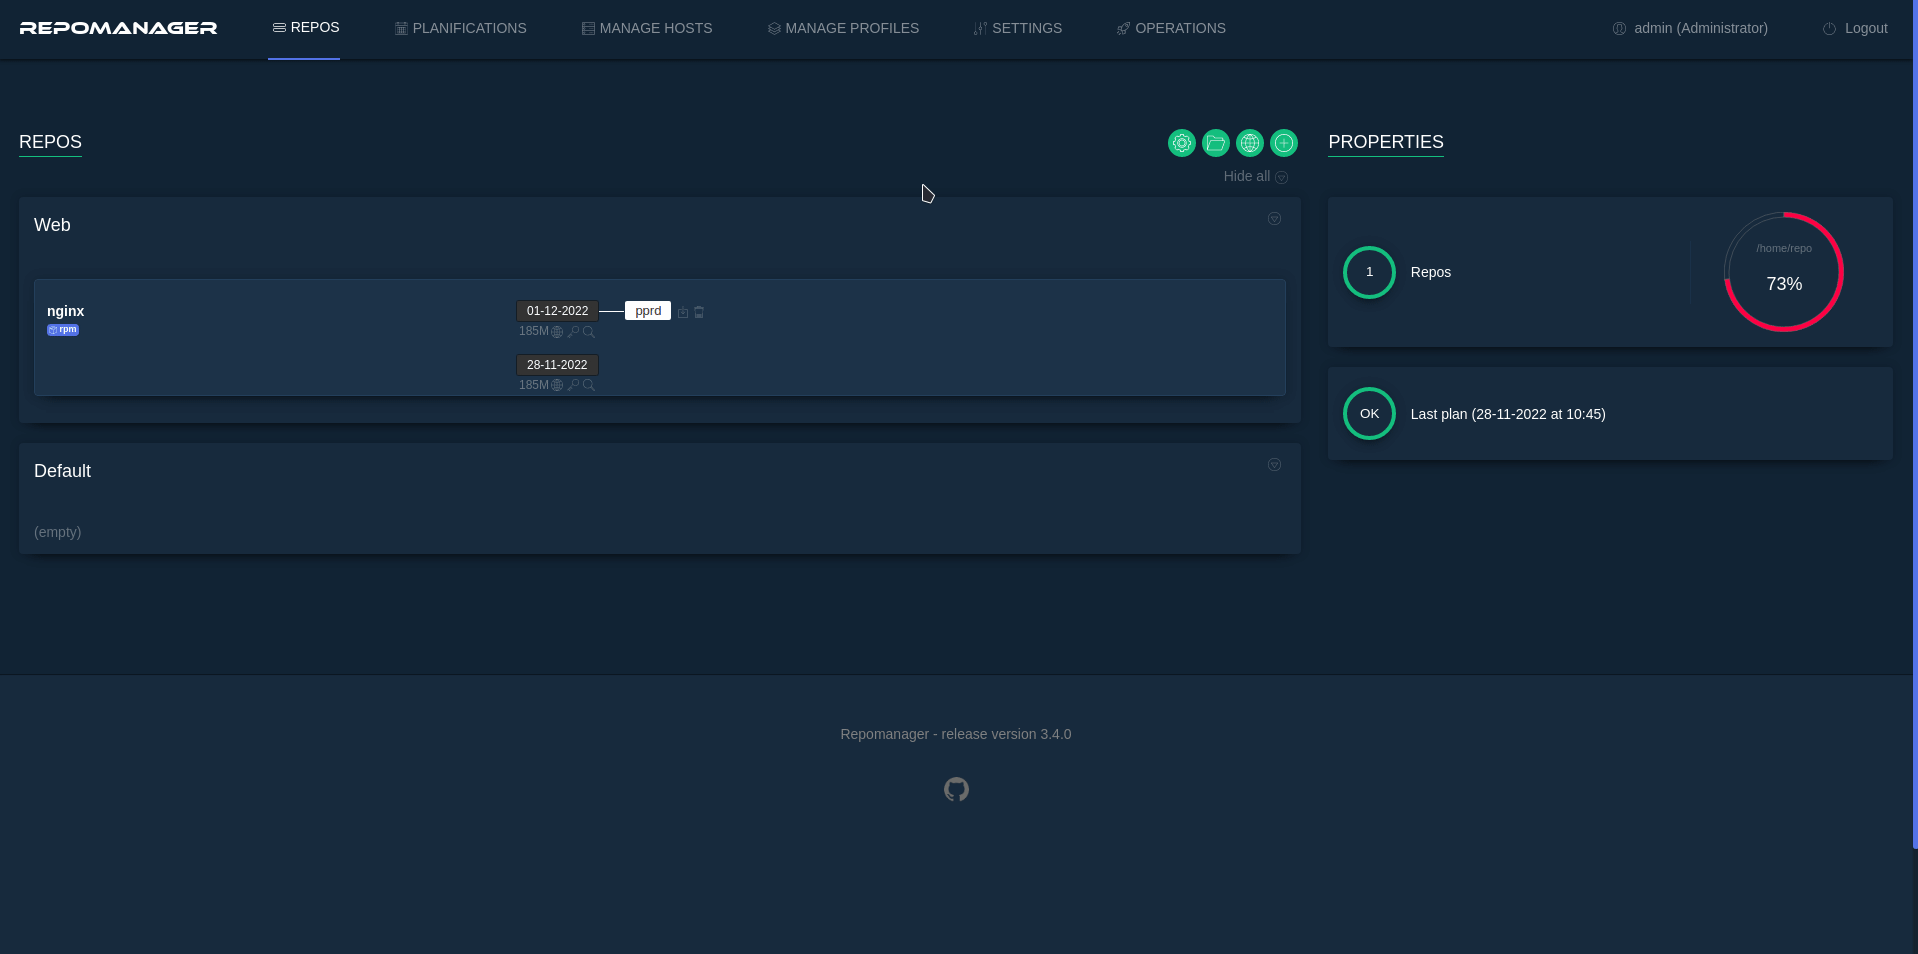 REPOMANAGER REPOS PLANIFICATIONS MANAGE HOSTS MANAGE PROFILES SETTINGS OPERATIONS admin (Administrator) Logout
REPOS
Hide all
Web
nginx 01-12-2022 pprd
rpm 185M
28-11-2022
185M
Default
(empty)
PROPERTIES
1 Repos
/home/repo
73%
OK Last plan (28-11-2022 at 10:45)
Repomanager - release version 3.4.0